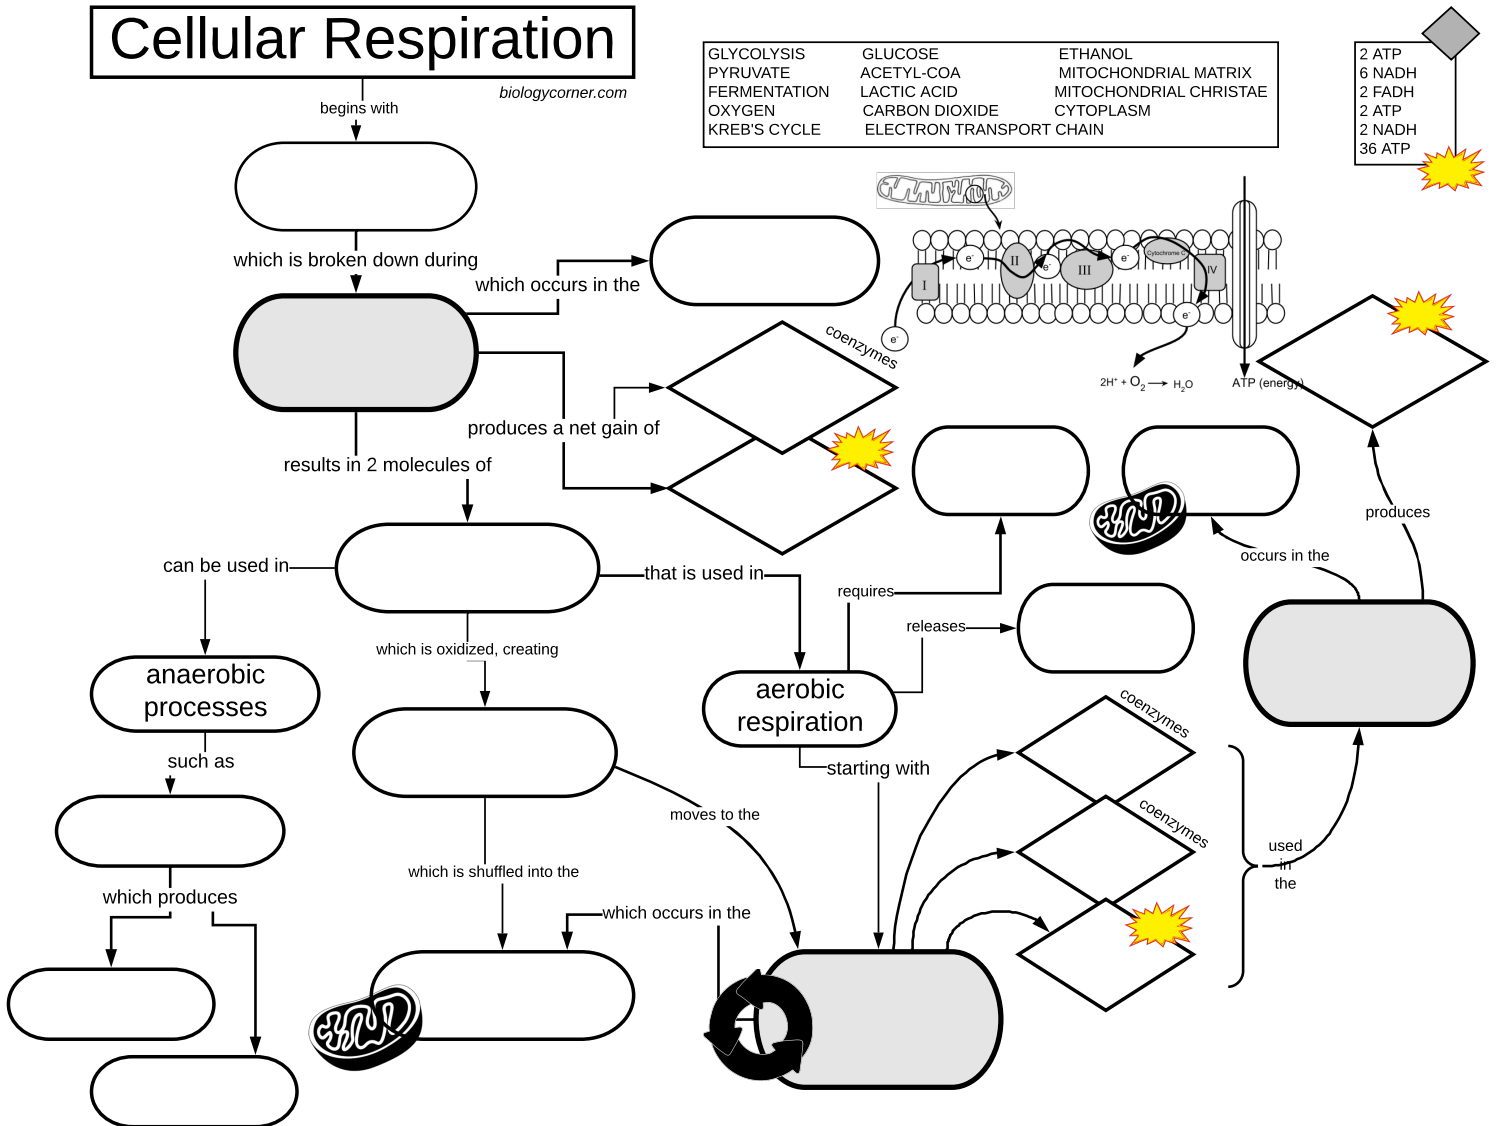 Cellular Respiration
biologycorner.com
GLYCOLYSIS GLUCOSE ETHANOL
PYRUVATE ACETYL-COA MITOCHONDRIAL MATRIX
FERMENTATION LACTIC ACID MITOCHONDRIAL CHRISTAE
OXYGEN CARBON DIOXIDE CYTOPLASM
KREB'S CYCLE ELECTRON TRANSPORT CHAIN
2 ATP
6 NADH
2 FADH
2 ATP
2 NADH
36 ATP
begins with
which is broken down during
which occurs in the
coenzymes
produces a net gain of
results in 2 molecules of
I
e-
e-
II
e-
III
e-
Cytochrome C
IV
e-
2H+ + O2 → H2O
ATP (energy)
can be used in
that is used in
requires
releases
occurs in the
produces
which is oxidized, creating
anaerobic
processes
aerobic
respiration
such as
starting with
coenzymes
coenzymes
moves to the
used
in
the
which is shuffled into the
which produces
which occurs in the